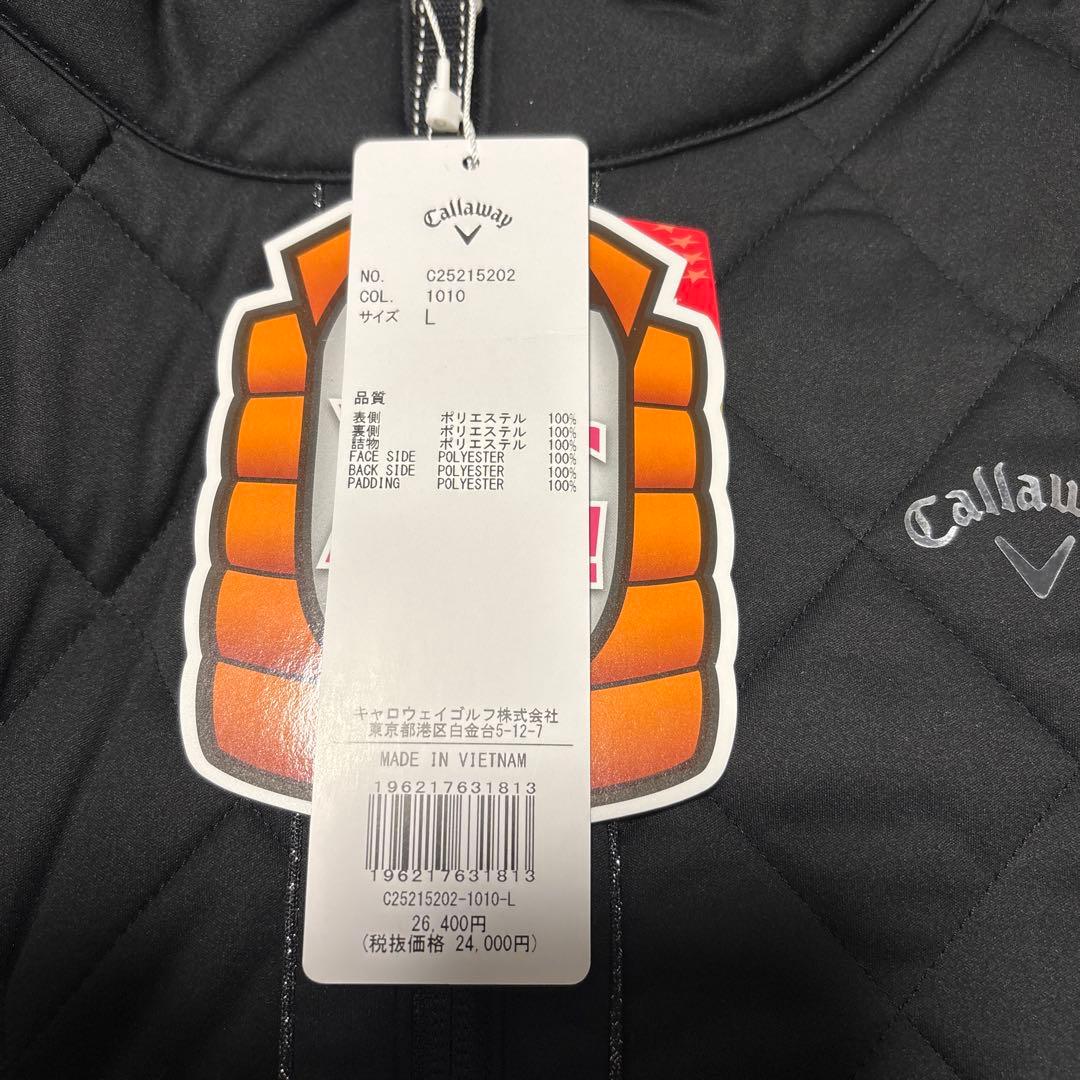 Callaway
NO. C25215202
COL. 1010
サイズ L
品質
表側 ポリエステル 100%
裏側 ポリエステル 100%
詰物 ポリエステル 100%
FACE SIDE POLYESTER 100%
BACK SIDE POLYESTER 100%
PADDING POLYESTER 100%
キャロウェイゴルフ株式会社
東京都港区白金台5-12-7
MADE IN VIETNAM
196217631813
196217631813
C25215202-1010-L
26,400円
(税抜価格 24,000円)
Callaw